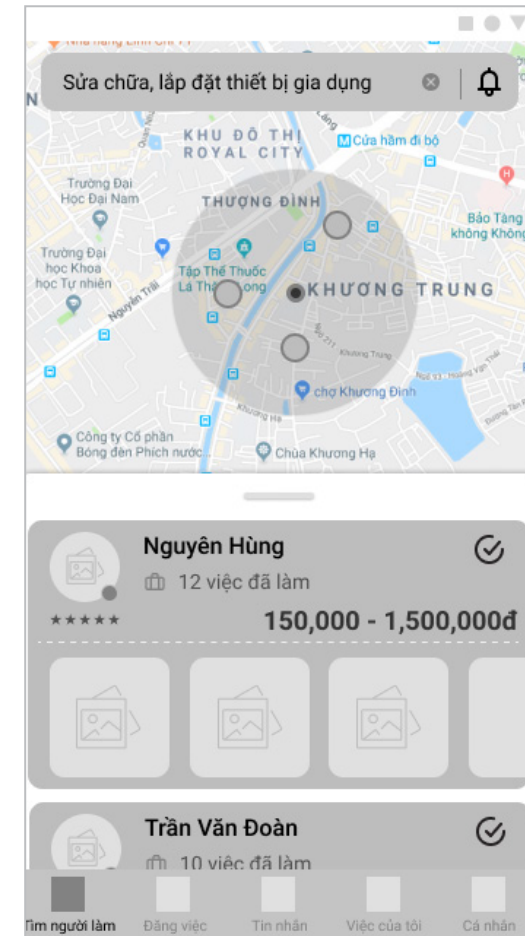 Sửa chữa, lắp đặt thiết bị gia dụng
N
KHU ĐÔ THỊ
ROYAL CITY
Cửa hầm đi bộ
Trường Đại
Học Đại Nam
THƯỢNG ĐÌNH
Bảo Tàng
không Không
Trường Đại
học Khoa
học Tự nhiên
Tập Thể Thuốc
Lá Thă Long
KHƯƠNG TRUNG
Nguyễn Trãi
Khương Trung
chợ Khương Đình
Khương Hạ
Công ty Cổ phần
Bóng đèn Phích nước...
Chùa Khương Hạ
Nguyên Hùng
12 việc đã làm
★★★★★
150,000 - 1,500,000đ
Trần Văn Đoàn
10 việc đã làm
Tìm người làm
Đăng việc
Tin nhắn
Việc của tôi
Cá nhân